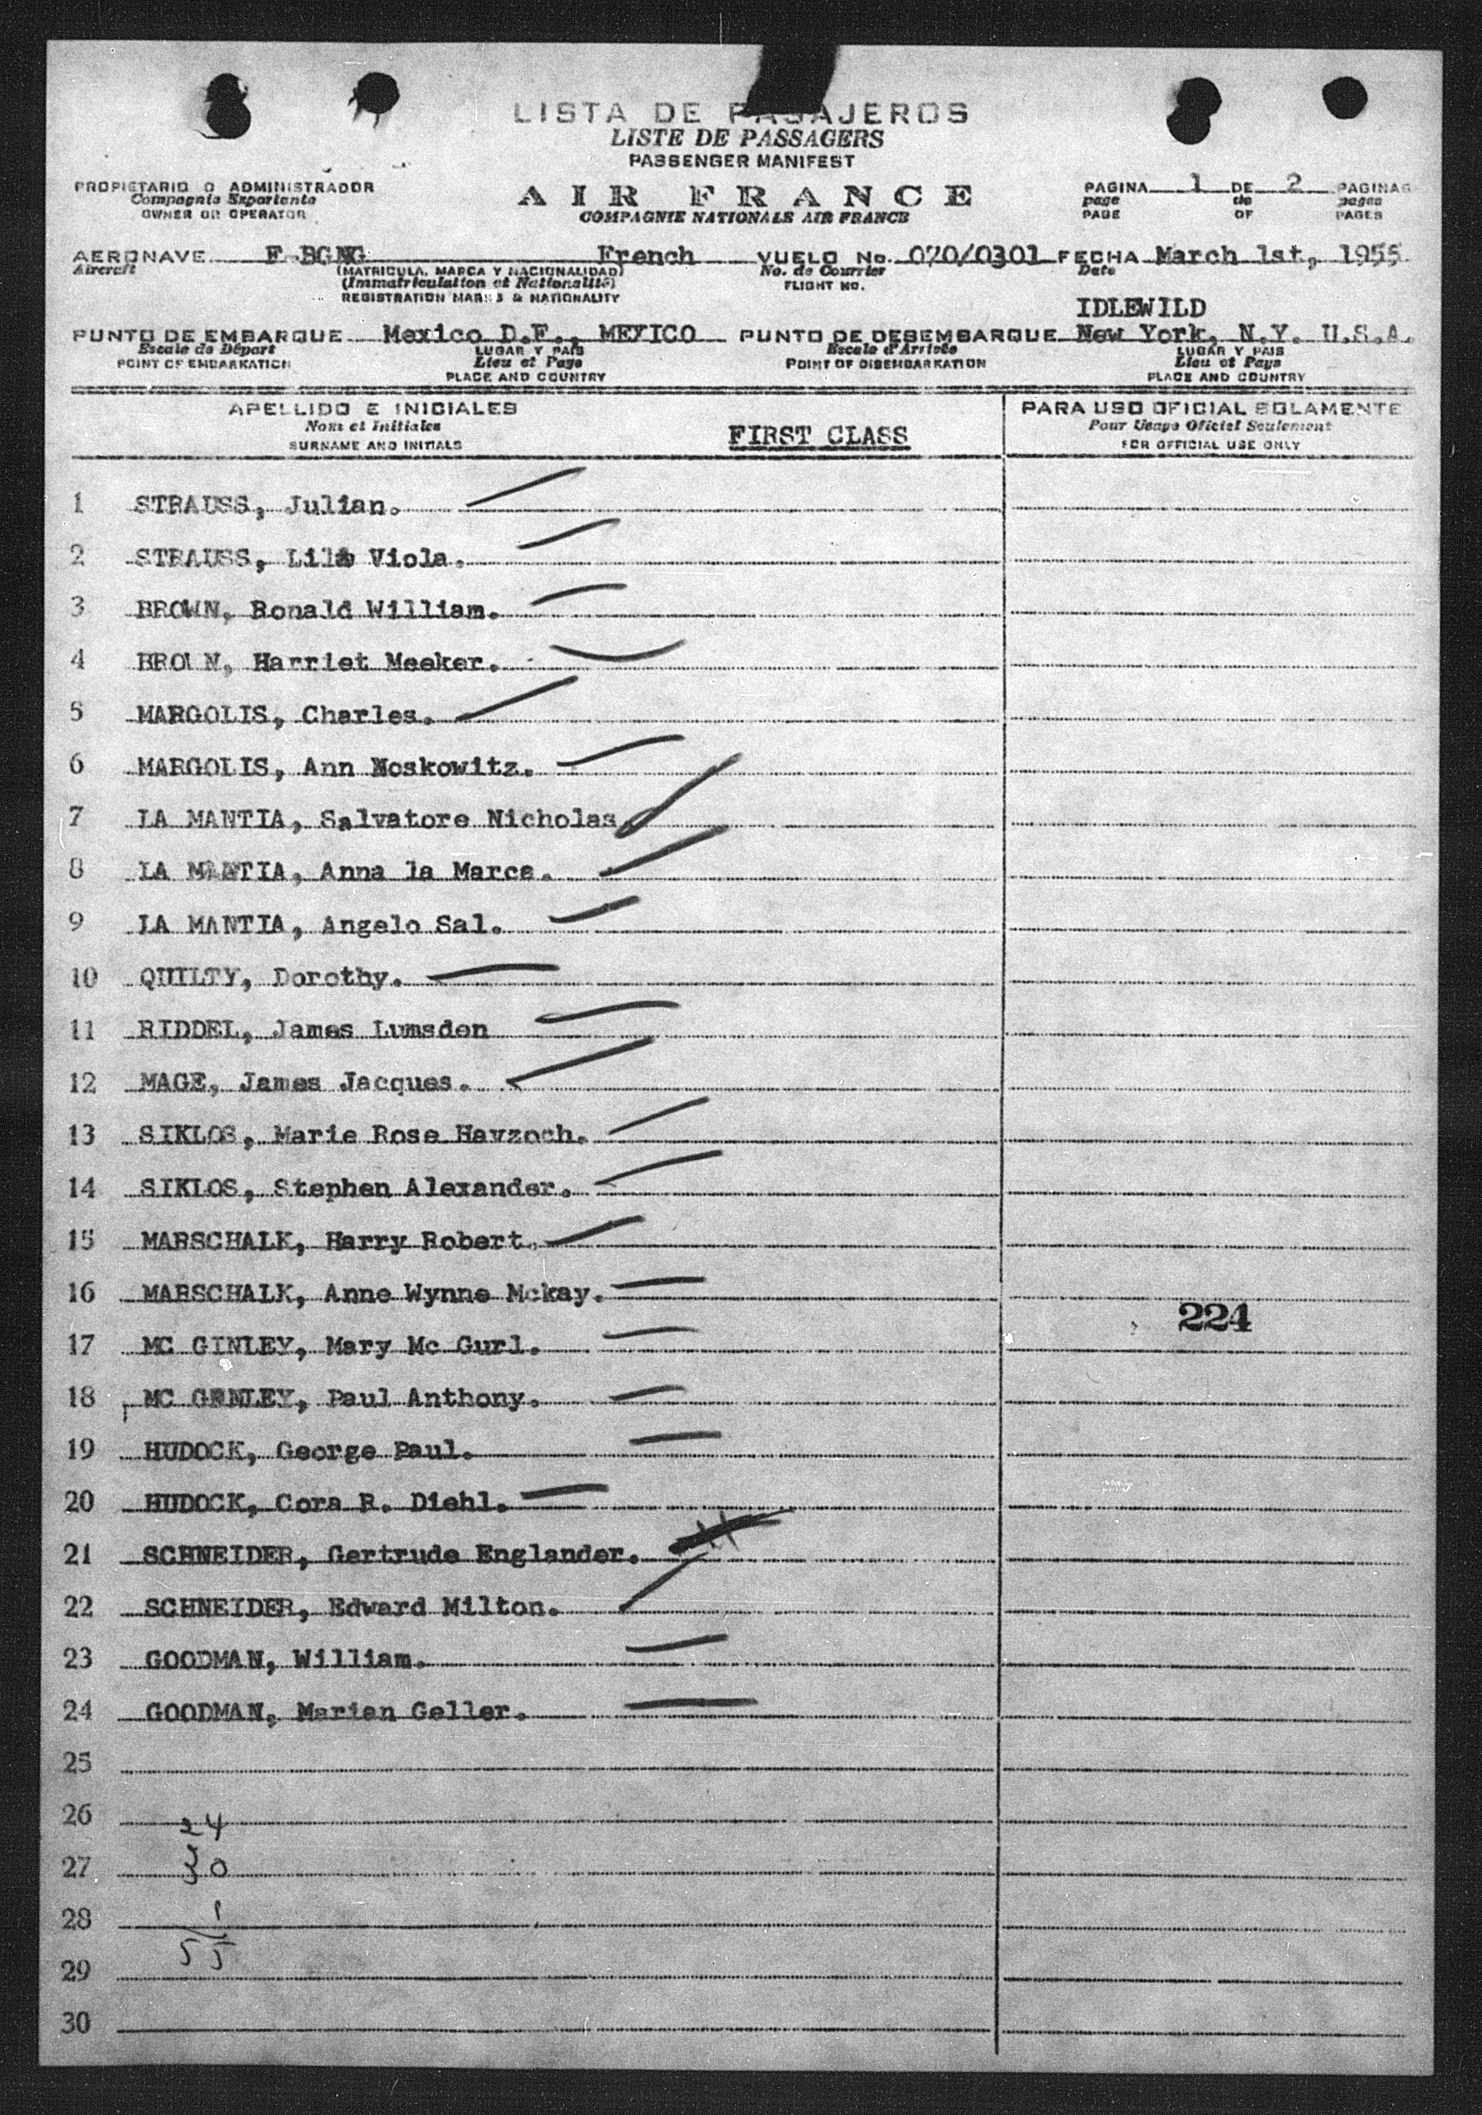 LISTA DE PASAJEROS
LISTE DE PASSAGERS
PASSENGER MANIFEST
PROPIETARIO O ADMINISTRADOR
Compagnie Exportante
OWNER OR OPERATOR
AIR FRANCE
COMPAGNIE NATIONALE AIR FRANCE
PAGINA 1 DE 2 PAGINAS
page de pages
PAGE OF PAGES
AERONAVE F-BGNG French VUELO No. 070/0301 FECHA March 1st, 1955
Aircraft (MATRICULA, MARCA Y NACIONALIDAD) No. de Courrier Date
(Immatriculation et Nationalité) FLIGHT NO.
REGISTRATION MARKS & NATIONALITY
IDLEWILD
PUNTO DE EMBARQUE Mexico D.F., MEXICO PUNTO DE DESEMBARQUE New York, N.Y. U.S.A.
Escale de Départ LUGAR Y PAIS Escale d'Arrivée LUGAR Y PAIS
POINT OF EMBARKATION Lieu et Pays POINT OF DISEMBARKATION Lieu et Pays
PLACE AND COUNTRY PLACE AND COUNTRY
APELLIDO E INICIALES PARA USO OFICIAL SOLAMENTE
Nom et Initiales FIRST CLASS Pour Usage Officiel Seulement
SURNAME AND INITIALS FOR OFFICIAL USE ONLY
1 STRAUSS, Julian.
2 STRAUSS, Viola.
3 BROWN, Ronald William.
4 BROWN, Harriet Meeker.
5 MARGOLIS, Charles.
6 MARGOLIS, Ann Moskowitz.
7 LA MANTIA, Salvatore Nicholas.
8 LA MANTIA, Anna la Marca.
9 LA MANTIA, Angelo Sal.
10 QUILTY, Dorothy.
11 RIDDEL, James Lumsden
12 MAGE, James Jacques.
13 SIKLOS, Marie Rose
14 SIKLOS, Stephen Alexander.
15 MARSCHALK, Harry Robert.
16 MARSCHALK, Anne Wynne Mckay.
224
17 MC GINLEY, Mary Mc Gurl.
18 MC GINLEY, Paul Anthony.
19 HUDOCK, George Paul.
20 HUDOCK, Cora R. Diehl.
21 SCHNEIDER, Gertrude Englander.
22 SCHNEIDER, Edward Milton.
23 GOODMAN, William.
24 GOODMAN, Marian Geller.
25
26 24
27 30
28 1
29 55
30